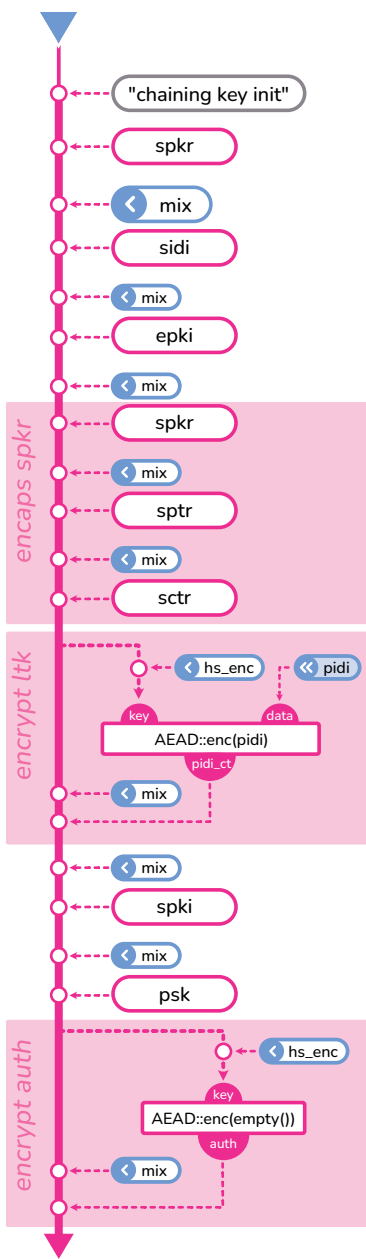 "chaining key init"
spkr
mix
sidi
mix
epki
mix
encaps spkr
spkr
mix
sptr
mix
sctr
encrypt ltk
hs_enc
pidi
key
data
AEAD::enc(pidi)
pidi_ct
mix
mix
spki
mix
psk
encrypt auth
hs_enc
key
AEAD::enc(empty())
auth
mix